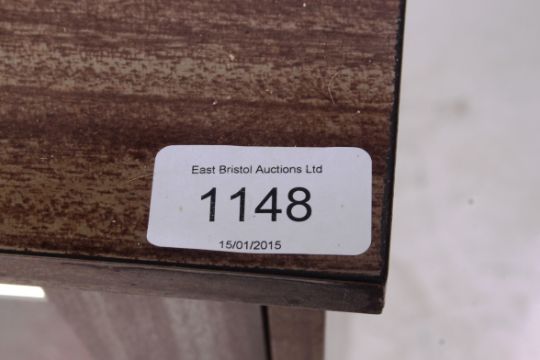 East Bristol Auctions Ltd
1148
15/01/2015